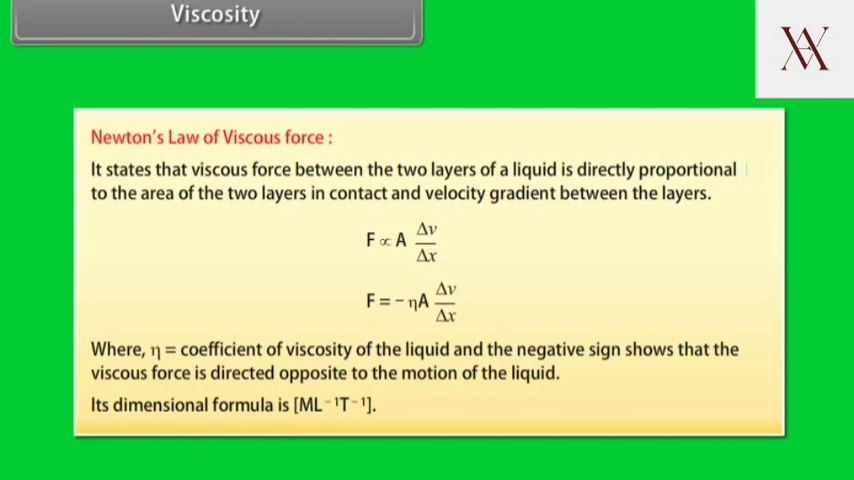 Viscosity
Newton's Law of Viscous force :
It states that viscous force between the two layers of a liquid is directly proportional
to the area of the two layers in contact and velocity gradient between the layers.
F ∝ A Δv/Δx
F = − ηA Δv/Δx
Where, η = coefficient of viscosity of the liquid and the negative sign shows that the
viscous force is directed opposite to the motion of the liquid.
Its dimensional formula is [ML⁻¹T⁻¹].